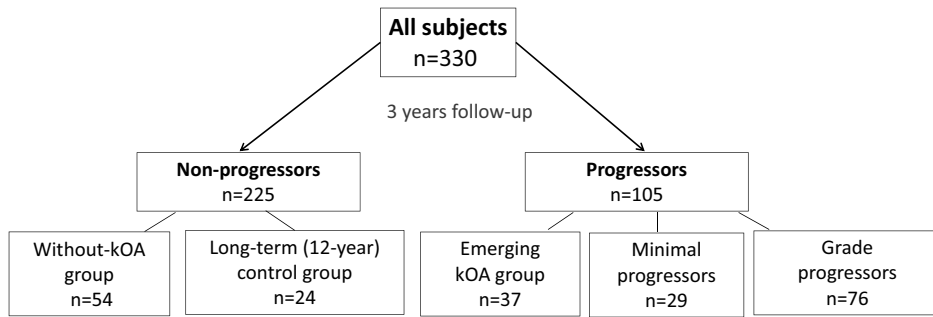 All subjects
n=330
3 years follow-up
Non-progressors
n=225
Progressors
n=105
Without-kOA
group
n=54
Long-term (12-year)
control group
n=24
Emerging
kOA group
n=37
Minimal
progressors
n=29
Grade
progressors
n=76